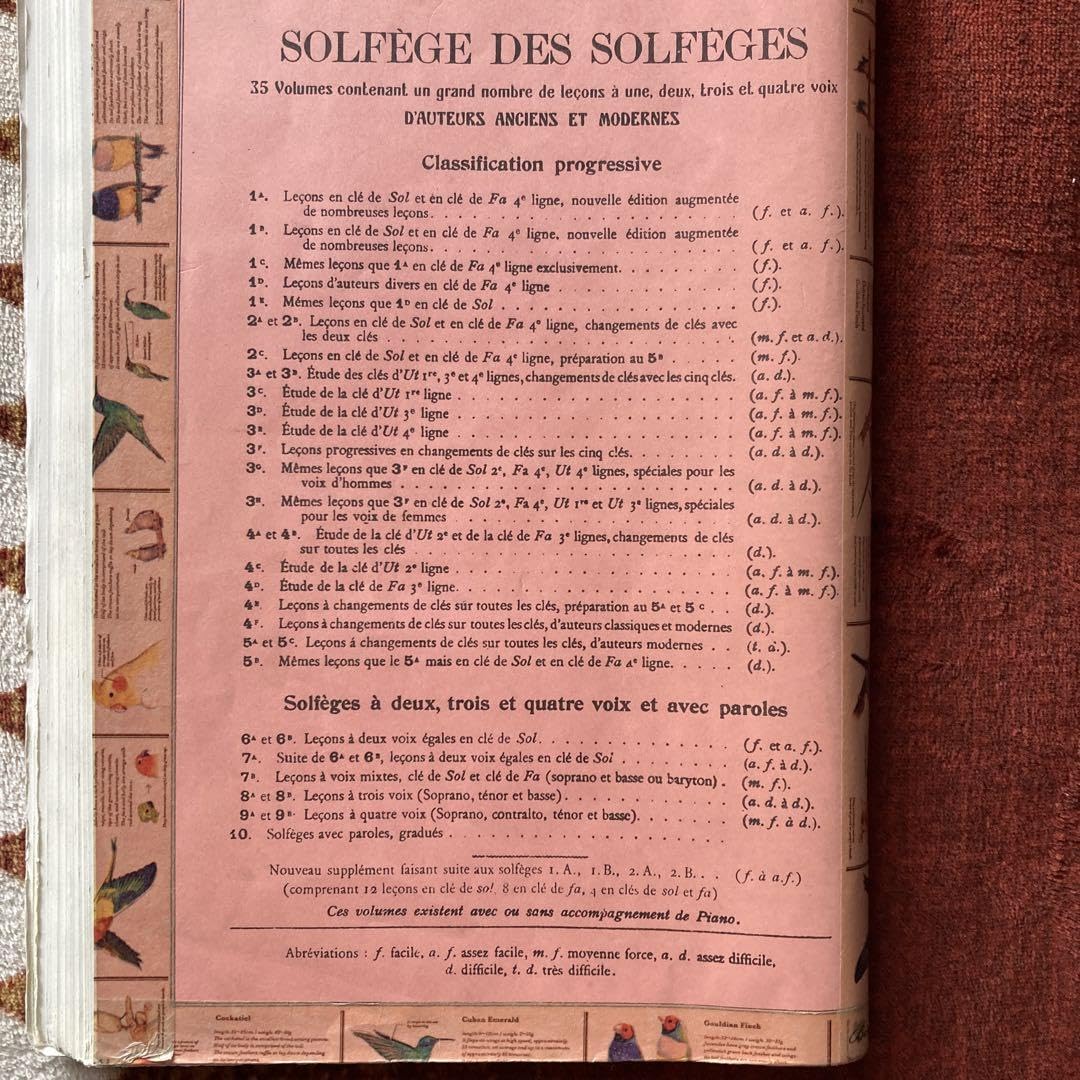 SOLFÈGE DES SOLFÈGES
35 Volumes contenant un grand nombre de leçons à une, deux, trois et quatre voix
D'AUTEURS ANCIENS ET MODERNES
Classification progressive
1ᴬ. Leçons en clé de Sol et en clé de Fa 4ᵉ ligne, nouvelle édition augmentée
de nombreuses leçons. . . . . . . . . . . . . . . . . . . . (f. et a. f.).
1ᴮ. Leçons en clé de Sol et en clé de Fa 4ᵉ ligne, nouvelle édition augmentée
de nombreuses leçons. . . . . . . . . . . . . . . . . . . . (f. et a. f.).
1ᶜ. Mêmes leçons que 1ᴬ en clé de Fa 4ᵉ ligne exclusivement. . . . . . . . (f.).
1ᴰ. Leçons d'auteurs divers en clé de Fa 4ᵉ ligne . . . . . . . . . . . . (f.).
1ᴱ. Mémes leçons que 1ᴰ en clé de Sol . . . . . . . . . . . . . . . (f.).
2ᴬ et 2ᴮ. Leçons en clé de Sol et en clé de Fa 4ᵉ ligne, changements de clés avec
les deux clés . . . . . . . . . . . . . . . . . . . . . . (m. f. et a. d.).
2ᶜ. Leçons en clé de Sol et en clé de Fa 4ᵉ ligne, préparation au 5ᴮ . . . . (m. f.).
3ᴬ et 3ᴮ. Étude des clés d'Ut 1ʳᵉ, 3ᵉ et 4ᵉ lignes, changements de clés avec les cinq clés. (a. d.).
3ᶜ. Étude de la clé d'Ut 1ʳᵉ ligne . . . . . . . . . . . . . . . . . . (a. f. à m. f.).
3ᴰ. Étude de la clé d'Ut 3ᵉ ligne . . . . . . . . . . . . . . . . . . (a. f. à m. f.).
3ᴱ. Étude de la clé d'Ut 4ᵉ ligne . . . . . . . . . . . . . . . . . . (a. f. à m. f.).
3ꟳ. Leçons progressives en changements de clés sur les cinq clés. . . . . . . (a. d. à d.).
3ᴳ. Mêmes leçons que 3ꟳ en clé de Sol 2ᵉ, Fa 4ᵉ, Ut 4ᵉ lignes, spéciales pour les
voix d'hommes . . . . . . . . . . . . . . . . . . . . . (a. d. à d.).
3ᴴ. Mêmes leçons que 3ꟳ en clé de Sol 2ᵉ, Fa 4ᵉ, Ut 1ʳᵉ et Ut 3ᵉ lignes, spéciales
pour les voix de femmes . . . . . . . . . . . . . . . . . (a. d. à d.).
4ᴬ et 4ᴮ. Étude de la clé d'Ut 2ᵉ et de la clé de Fa 3ᵉ lignes, changements de clés
sur toutes les clés . . . . . . . . . . . . . . . . . . . . (d.).
4ᶜ. Étude de la clé d'Ut 2ᵉ ligne . . . . . . . . . . . . . . . . . . (a. f. à m. f.).
4ᴰ. Étude de la clé de Fa 3ᵉ ligne. . . . . . . . . . . . . . . . . . (a. f. à m. f.).
4ᴱ. Leçons à changements de clés sur toutes les clés, préparation au 5ᴬ et 5ᶜ . . (d.).
4ꟳ. Leçons à changements de clés sur toutes les clés, d'auteurs classiques et modernes (d.).
5ᴬ et 5ᶜ. Leçons à changements de clés sur toutes les clés, d'auteurs modernes . . (t. d.).
5ᴮ. Mêmes leçons que le 5ᴬ mais en clé de Sol et en clé de Fa 4ᵉ ligne. . . . . (d.).
Solfèges à deux, trois et quatre voix et avec paroles
6ᴬ et 6ᴮ. Leçons à deux voix égales en clé de Sol. . . . . . . . . . . . . (f. et a. f.).
7ᴬ. Suite de 6ᴬ et 6ᴮ, leçons à deux voix égales en clé de Sol . . . . . . . (a. f. à d.).
7ᴮ. Leçons à voix mixtes, clé de Sol et clé de Fa (soprano et basse ou baryton) . (m. f.).
8ᴬ et 8ᴮ. Leçons à trois voix (Soprano, ténor et basse). . . . . . . . . . . (a. d. à d.).
9ᴬ et 9ᴮ. Leçons à quatre voix (Soprano, contralto, ténor et basse). . . . . . (m. f. à d.).
10. Solfèges avec paroles, gradués . . . . . . . . . . . . . . . . . .
Nouveau supplément faisant suite aux solfèges 1. A., 1. B., 2. A., 2. B. . . (f. à a.f.)
(comprenant 12 leçons en clé de sol, 8 en clé de fa, 4 en clés de sol et fa)
Ces volumes existent avec ou sans accompagnement de Piano.
Abréviations : f. facile, a. f. assez facile, m. f. moyenne force, a. d. assez difficile,
d. difficile, t. d. très difficile.
Cockatiel
Cuban Emerald
Gouldian Finch